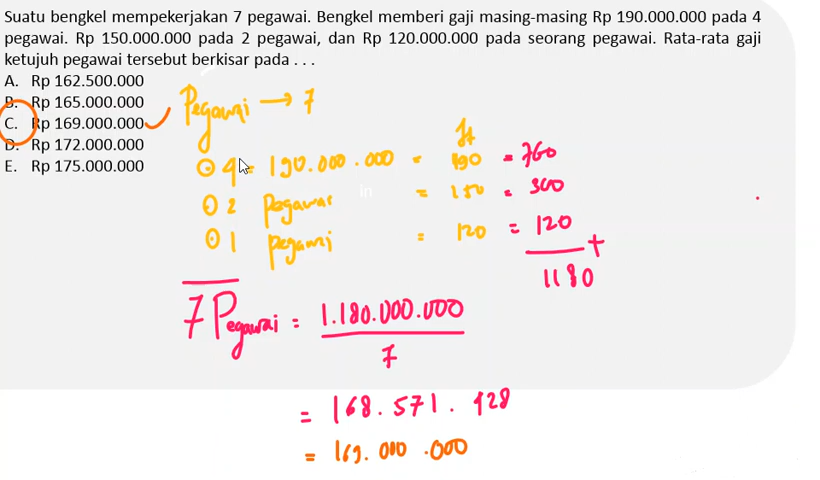 Suatu bengkel mempekerjakan 7 pegawai. Bengkel memberi gaji masing-masing Rp 190.000.000 pada 4
pegawai. Rp 150.000.000 pada 2 pegawai, dan Rp 120.000.000 pada seorang pegawai. Rata-rata gaji
ketujuh pegawai tersebut berkisar pada . . .
A. Rp 162.500.000
B. Rp 165.000.000
C. Rp 169.000.000
D. Rp 172.000.000
E. Rp 175.000.000
Pegawai → 7
Jt
4 = 190.000.000 = 190 = 760
2 pegawai = 150 = 300
1 pegawai = 120 = 120
+
1180
7 Pegawai = 1.180.000.000
7
= 168.571.428
= 169.000.000